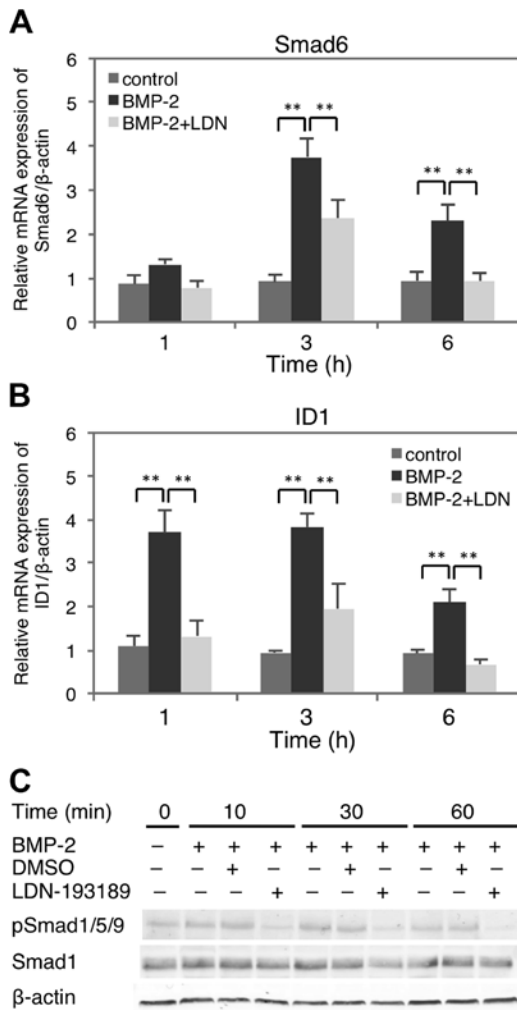 A
Smad6
Relative mRNA expression of
Smad6/β-actin
6
5
4
3
2
1
0
control
BMP-2
BMP-2+LDN
** **
** **
1 3 6
Time (h)
B
ID1
Relative mRNA expression of
ID1/β-actin
6
5
4
3
2
1
0
control
BMP-2
BMP-2+LDN
** **
** **
** **
1 3 6
Time (h)
C
Time (min) 0 10 30 60
BMP-2 − + + + + + + + + +
DMSO − − + − − + − − + −
LDN-193189 − − − + − − + − − +
pSmad1/5/9
Smad1
β-actin